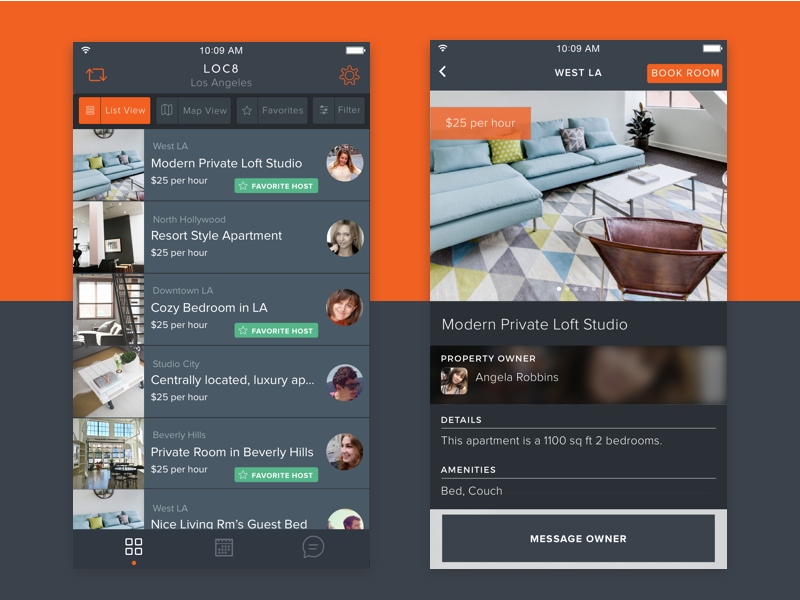 10:09 AM
LOC8
Los Angeles
List View
Map View
Favorites
Filter
West LA
Modern Private Loft Studio
$25 per hour
FAVORITE HOST
North Hollywood
Resort Style Apartment
$25 per hour
Downtown LA
Cozy Bedroom in LA
$25 per hour
FAVORITE HOST
Studio City
Centrally located, luxury ap...
$25 per hour
Beverly Hills
Private Room in Beverly Hills
$25 per hour
FAVORITE HOST
West LA
Nice Living Rm's Guest Bed
10:09 AM
WEST LA
BOOK ROOM
$25 per hour
Modern Private Loft Studio
PROPERTY OWNER
Angela Robbins
DETAILS
This apartment is a 1100 sq ft 2 bedrooms.
AMENITIES
Bed, Couch
MESSAGE OWNER